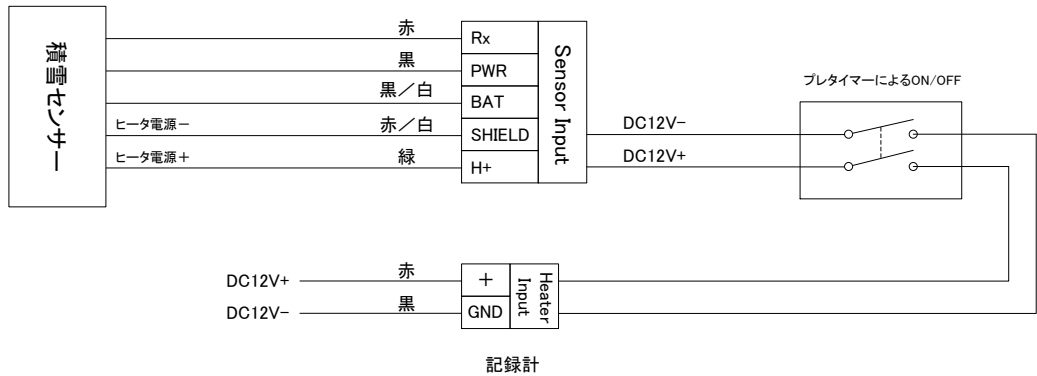 積雪センサー
赤
黒
黒／白
ヒータ電源－
赤／白
ヒータ電源＋
緑
Rx
PWR
BAT
SHIELD
H+
Sensor Input
DC12V-
DC12V+
プレタイマーによるON/OFF
DC12V+
赤
DC12V-
黒
＋
GND
Heater
Input
記録計